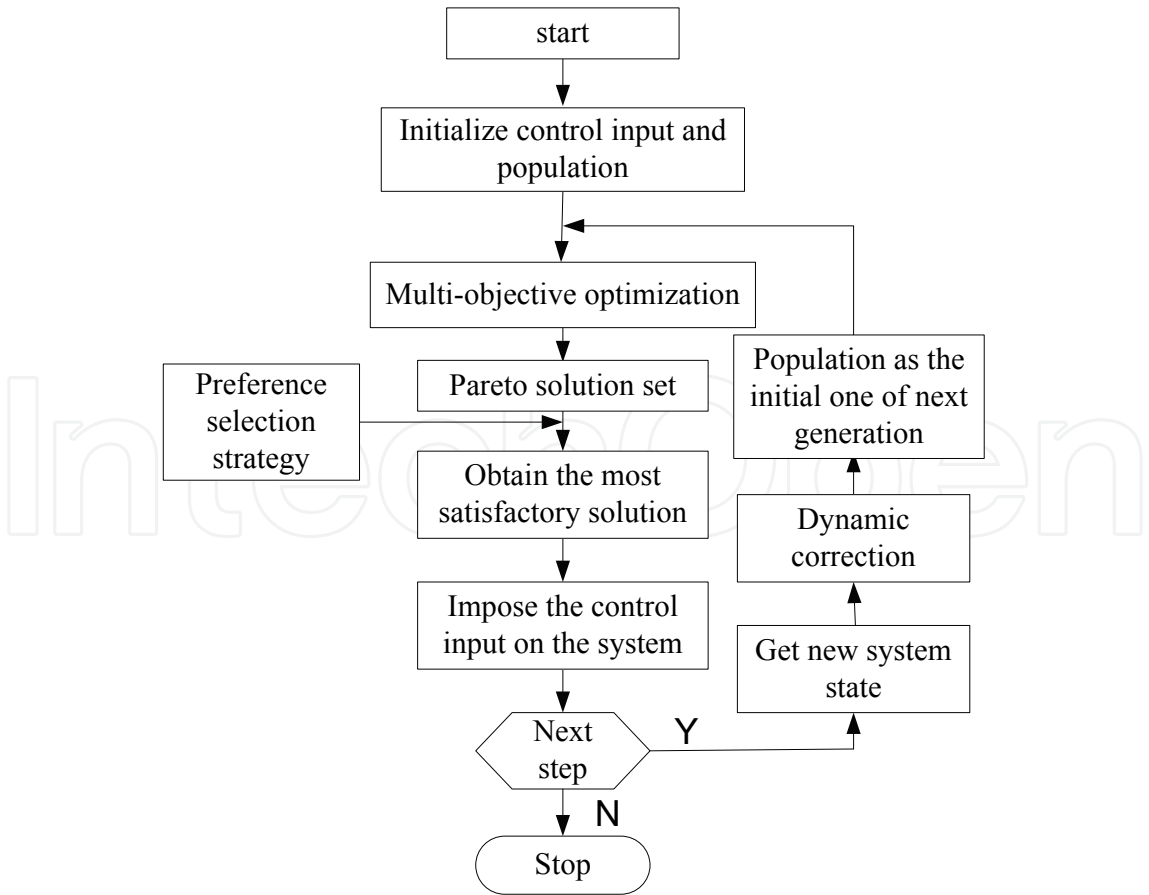 start
Initialize control input and
population
Multi-objective optimization
Pareto solution set
Preference
selection
strategy
Obtain the most
satisfactory solution
Impose the control
input on the system
Next
step
Y
N
Stop
Get new system
state
Dynamic
correction
Population as the
initial one of next
generation
IntechOpen